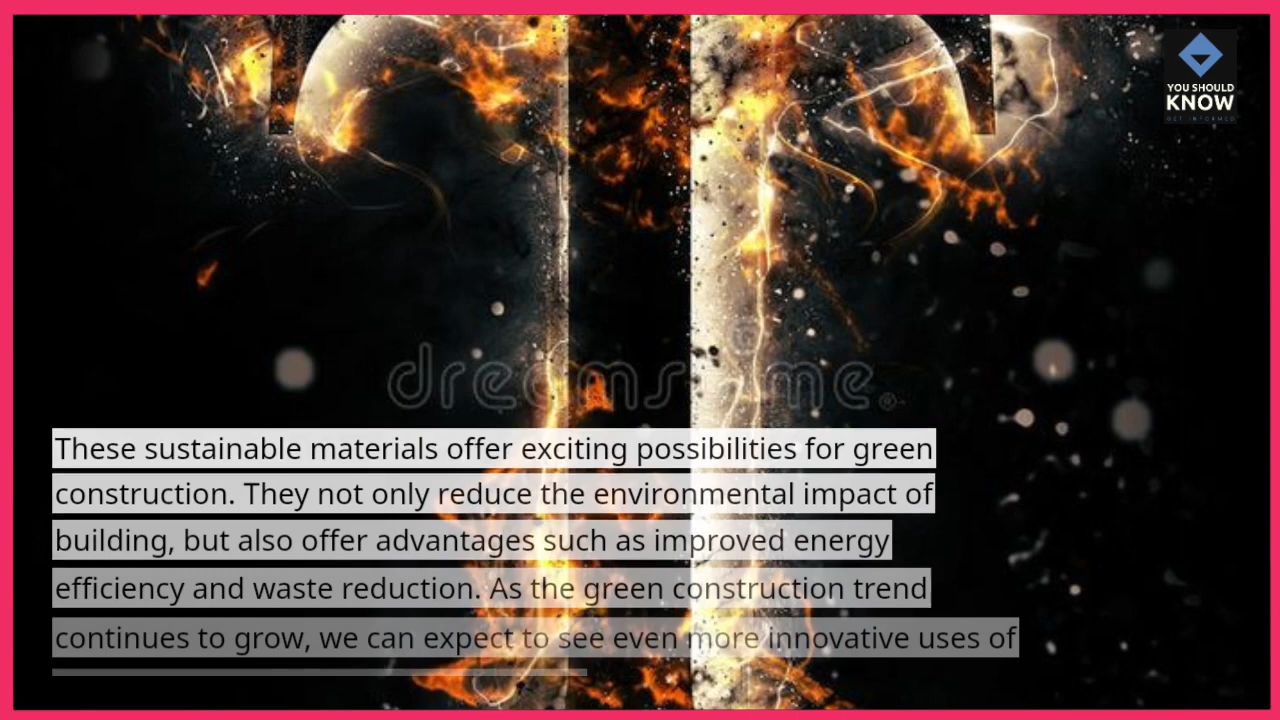 YOU SHOULD
KNOW
GET INFORMED
dreamstime
These sustainable materials offer exciting possibilities for green
construction. They not only reduce the environmental impact of
building, but also offer advantages such as improved energy
efficiency and waste reduction. As the green construction trend
continues to grow, we can expect to see even more innovative uses of